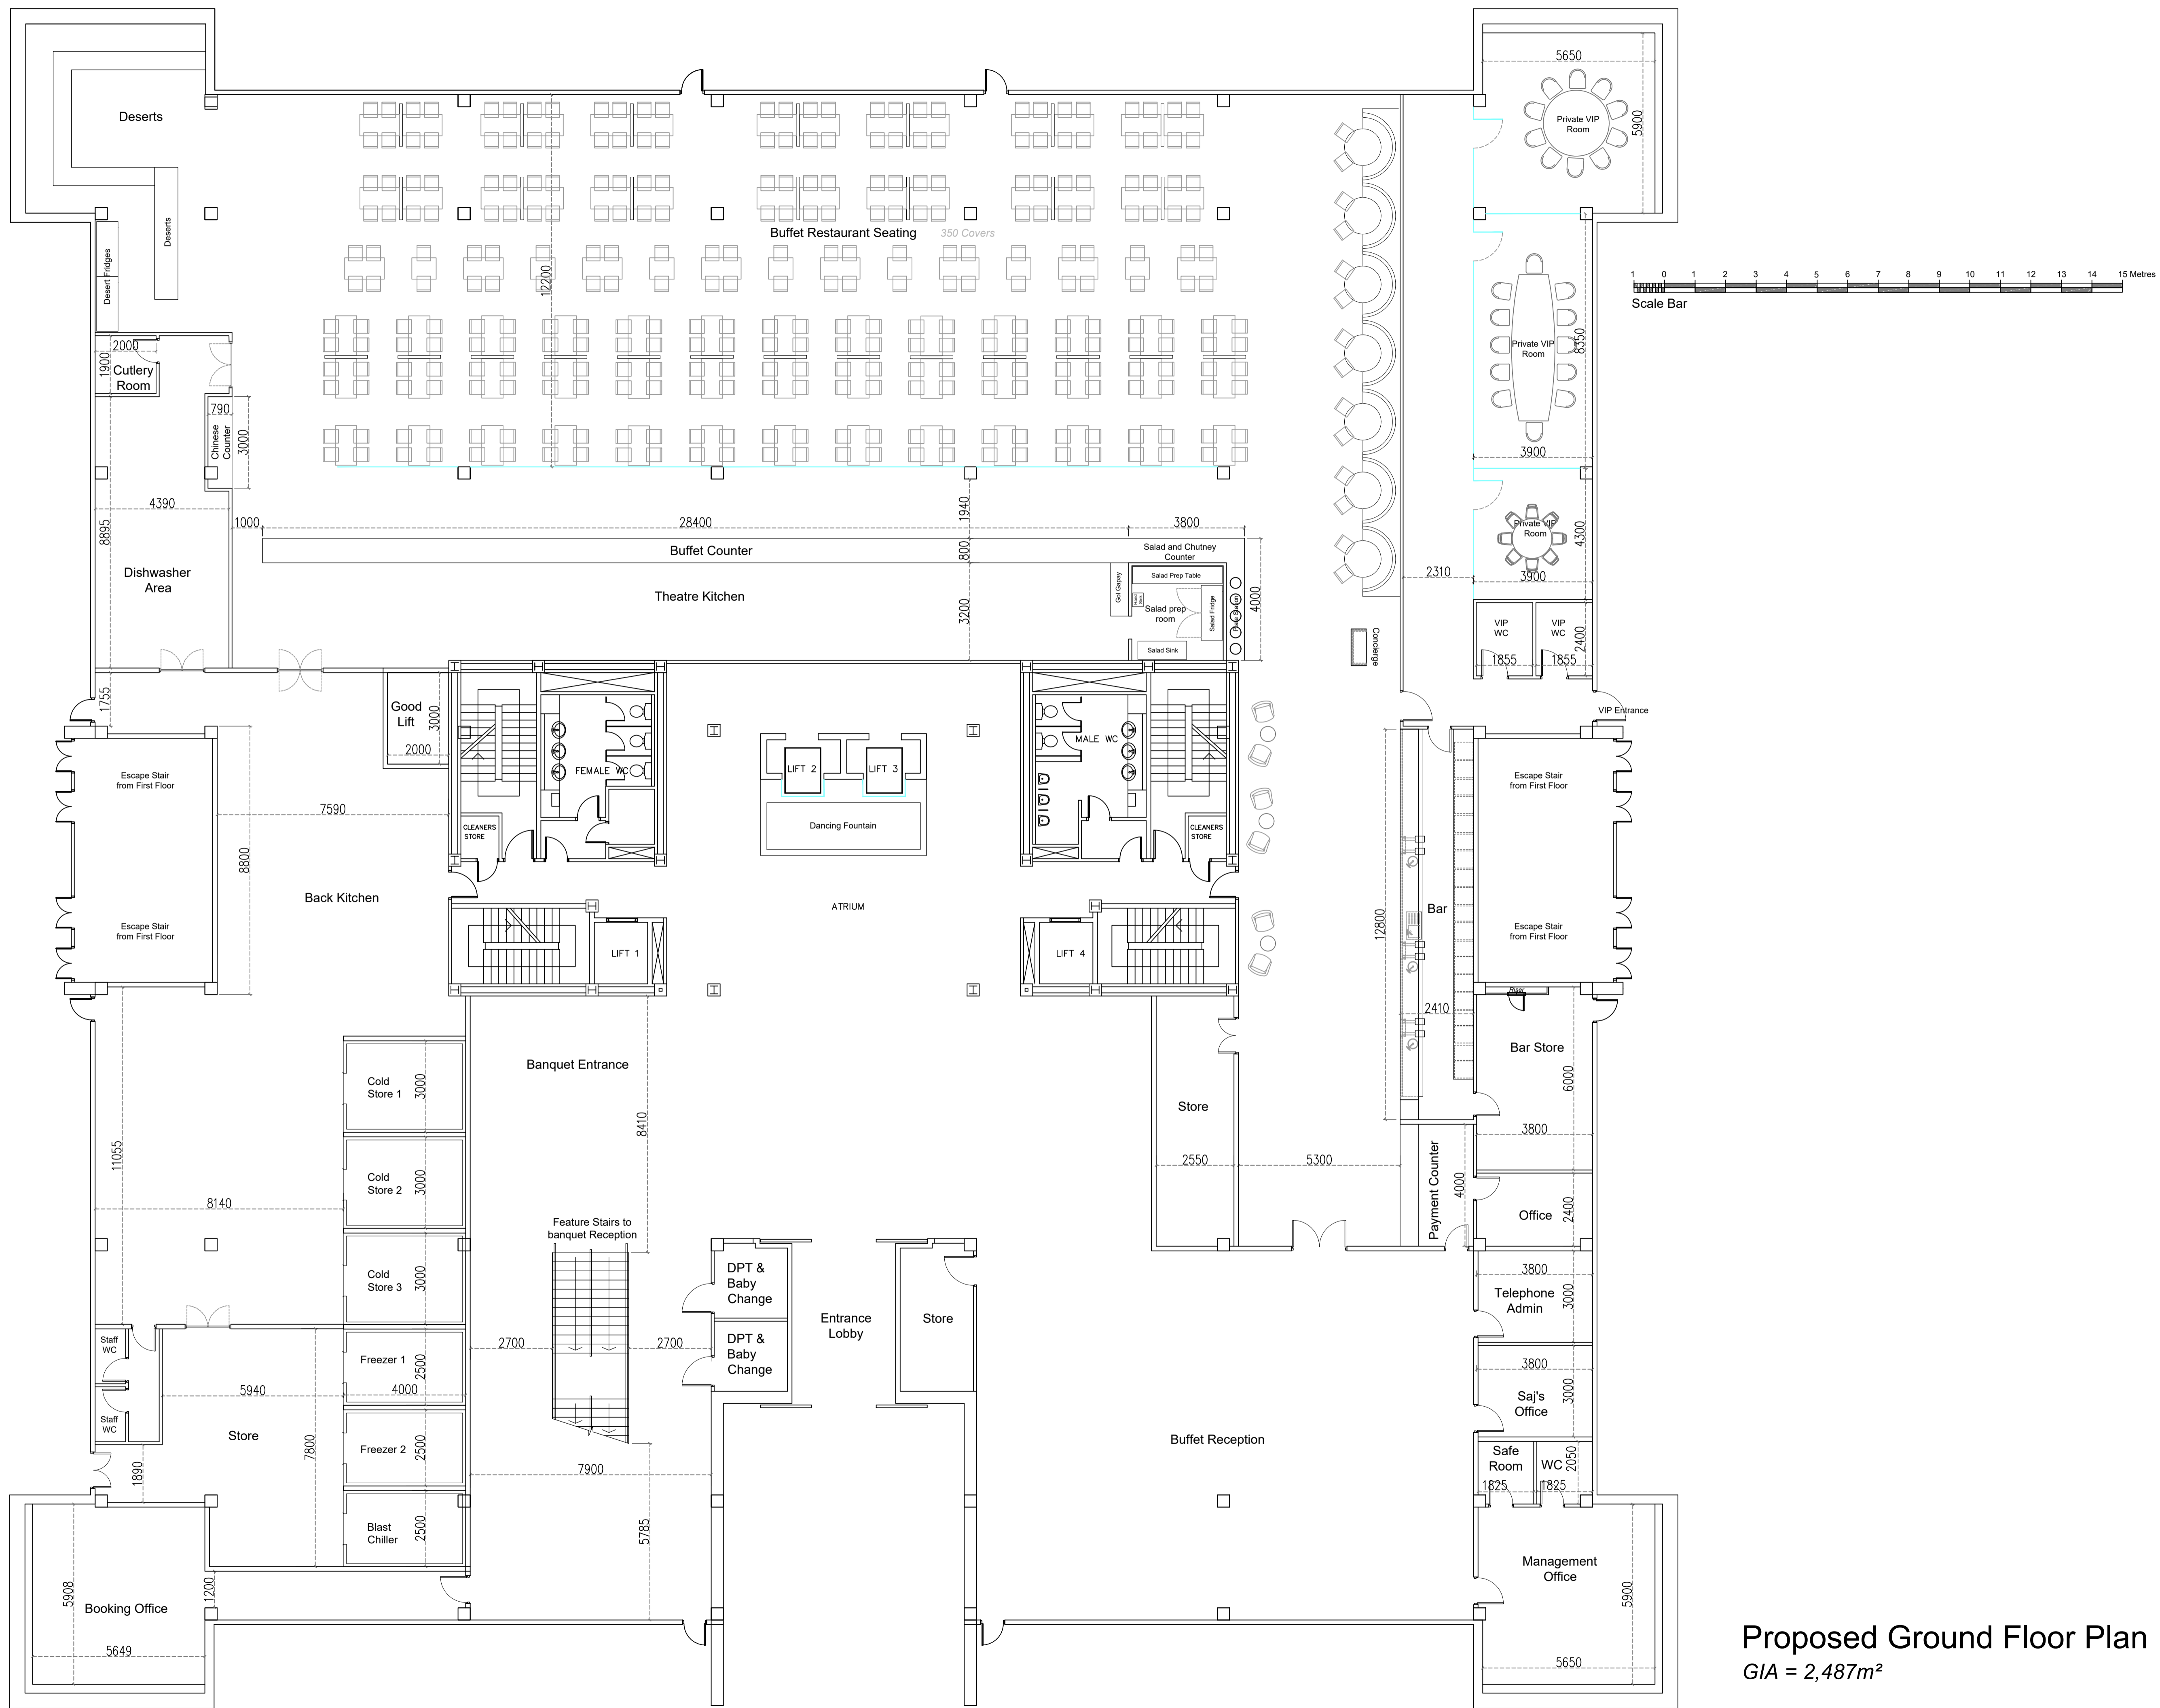 5650
Deserts
Private VIP
Room
5900
Deserts
Buffet Restaurant Seating
350 Covers
Desert Fridges
12200
1 0 1 2 3 4 5 6 7 8 9 10 11 12 13 14 15 Metres
Scale Bar
2000
1900
Cutlery
Room
Private VIP
Room
8350
790
Chinese
Counter
3000
3900
4390
8895
1000
28400
1940
3800
Private VIP
Room
4300
Buffet Counter
800
Salad and Chutney
Counter
Dishwasher
Area
Theatre Kitchen
3200
Gol Gapay
Salad Prep Table
Salad prep
room
Salad Fridge
Salad Sink
4000
2310
3900
Concierge
VIP
WC
VIP
WC
2400
1855
1855
1755
Good
Lift
3000
2000
VIP Entrance
FEMALE WC
MALE WC
LIFT 2
LIFT 3
Escape Stair
from First Floor
Escape Stair
from First Floor
7590
CLEANERS
STORE
Dancing Fountain
CLEANERS
STORE
8800
Back Kitchen
ATRIUM
Bar
12800
Escape Stair
from First Floor
Escape Stair
from First Floor
LIFT 1
LIFT 4
Riser
2410
Bar Store
Banquet Entrance
Cold
Store 1
3000
6000
8410
Store
3800
11055
2550
5300
Payment Counter
4000
Cold
Store 2
3000
8140
Office
2400
Feature Stairs to
banquet Reception
Cold
Store 3
3000
DPT &
Baby
Change
3800
Telephone
Admin
3000
Entrance
Lobby
Store
Staff
WC
Freezer 1
2500
2700
2700
DPT &
Baby
Change
3800
5940
4000
Saj's
Office
3000
Staff
WC
Store
7800
Freezer 2
2500
Buffet Reception
Safe
Room
WC
2050
1890
7900
1825
1825
Blast
Chiller
2500
5785
Management
Office
5908
1200
Booking Office
5900
5649
5650
Proposed Ground Floor Plan
GIA = 2,487m²